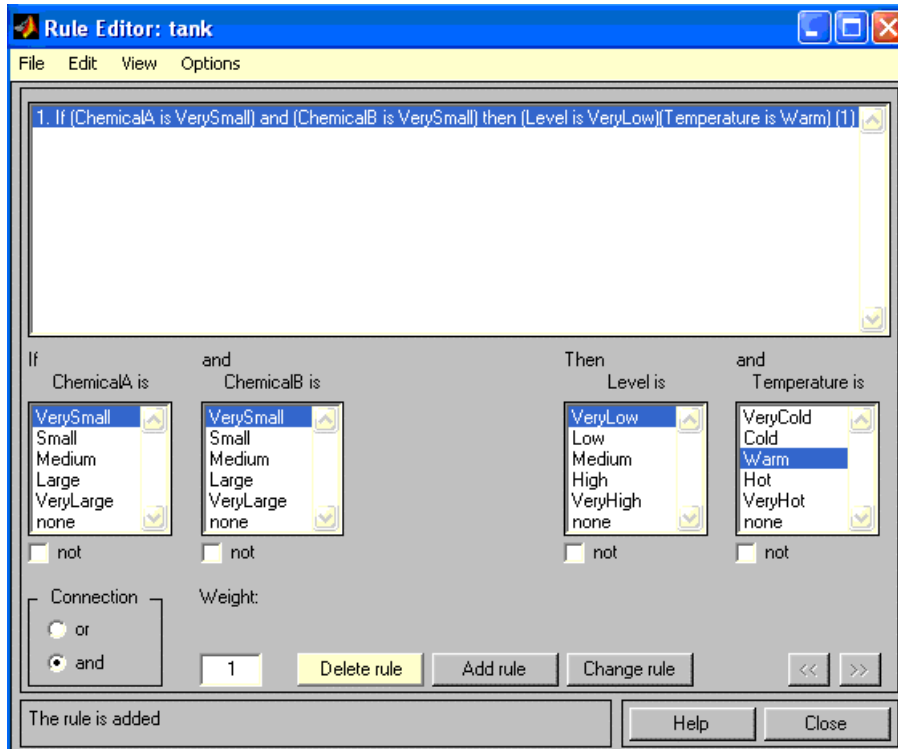 Rule Editor: tank
File Edit View Options
1. If (ChemicalA is VerySmall) and (ChemicalB is VerySmall) then (Level is VeryLow)(Temperature is Warm) (1)
If and Then and
ChemicalA is ChemicalB is Level is Temperature is
VerySmall VerySmall VeryLow VeryCold
Small Small Low Cold
Medium Medium Medium Warm
Large Large High Hot
VeryLarge VeryLarge VeryHigh VeryHot
none none none none
not not not not
Connection Weight:
or
and 1 Delete rule Add rule Change rule << >>
The rule is added Help Close